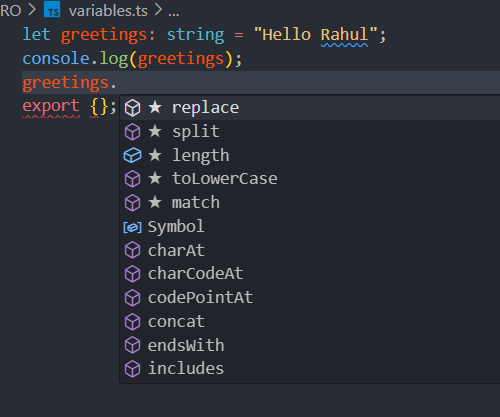 RO > TS variables.ts > ...
let greetings: string = "Hello Rahul";
console.log(greetings);
greetings.
export {};
★ replace
★ split
★ length
★ toLowerCase
★ match
Symbol
charAt
charCodeAt
codePointAt
concat
endsWith
includes